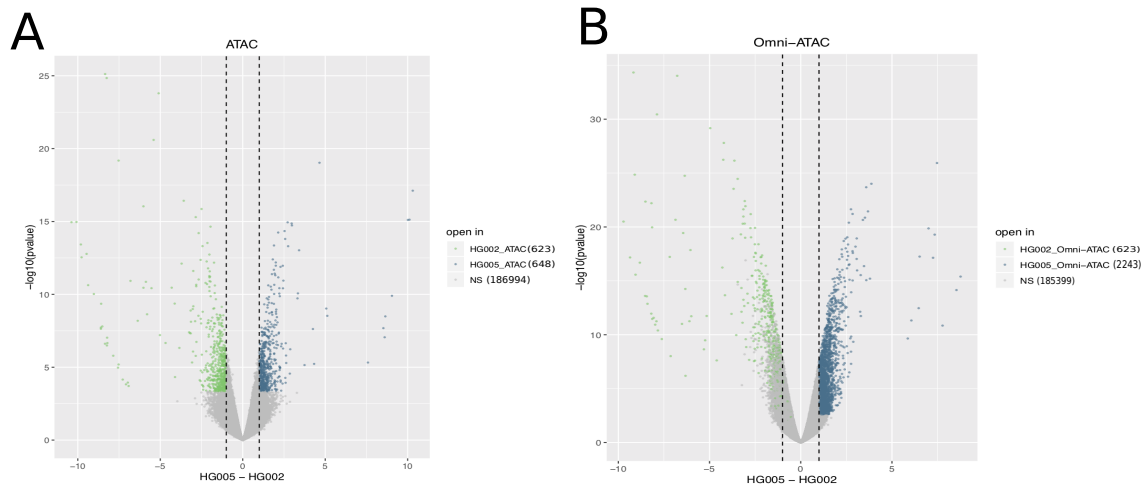 A
ATAC
25
20
15
10
5
0
−log10(pvalue)
−10
−5
0
5
10
HG005 − HG002
open in
HG002_ATAC(623)
HG005_ATAC(648)
NS (186994)
B
Omni−ATAC
30
20
10
0
−log10(pvalue)
−10
−5
0
5
HG005 − HG002
open in
HG002_Omni−ATAC (623)
HG005_Omni−ATAC (2243)
NS (185399)